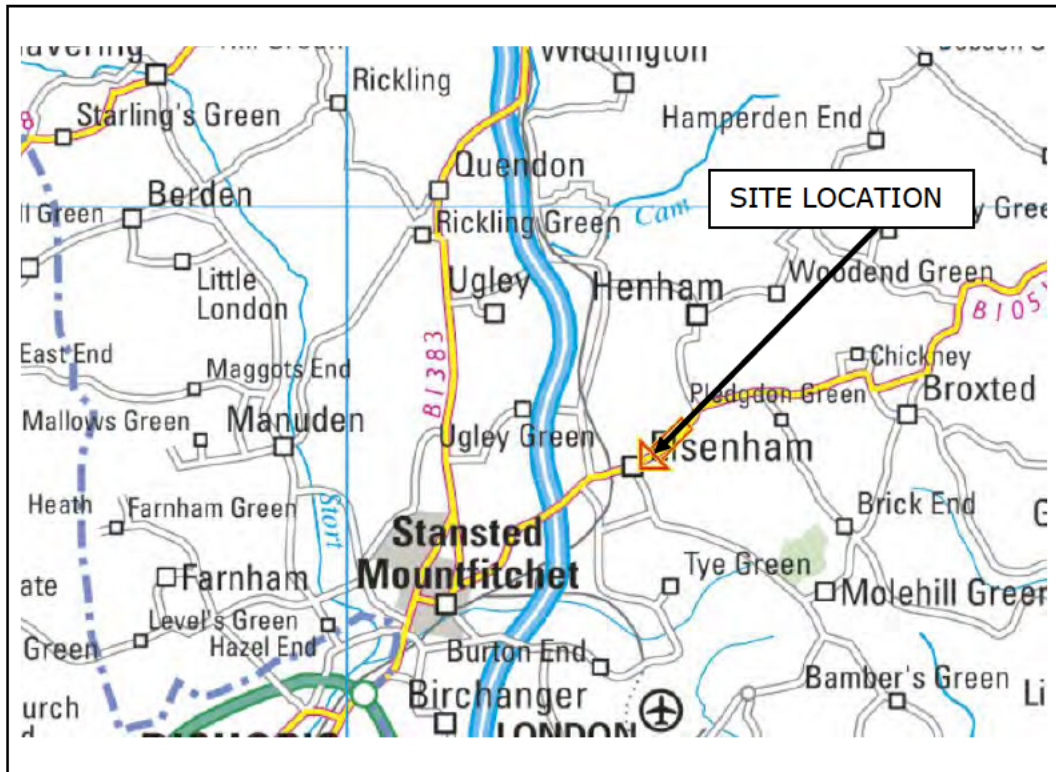 Widdington
Rickling
Starling's Green
Hamperden End
Quendon
SITE LOCATION
Berden
Rickling Green
Cam
Little
London
Ugley
Henham
Woodend Green
B1383
B105
East End
Maggots End
Chickney
Pledgdon Green
Broxted
Mallows Green
Manuden
Ugley Green
lsenham
Heath
Farnham Green
Stort
Brick End
Stansted
Mountfitchet
Tye Green
Farnham
Molehill Green
Level's Green
Hazel End
Green
Burton End
Birchanger
Bamber's Green
LONDON